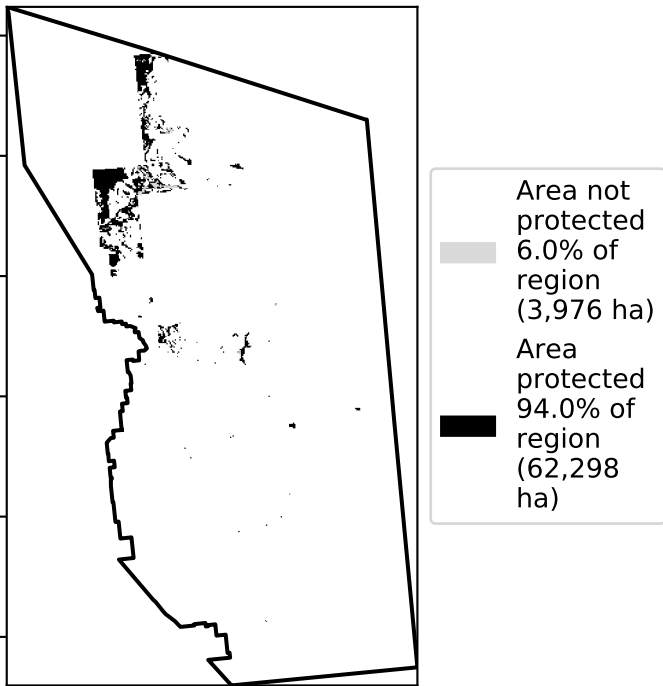 Area not
protected
6.0% of
region
(3,976 ha)
Area
protected
94.0% of
region
(62,298
ha)